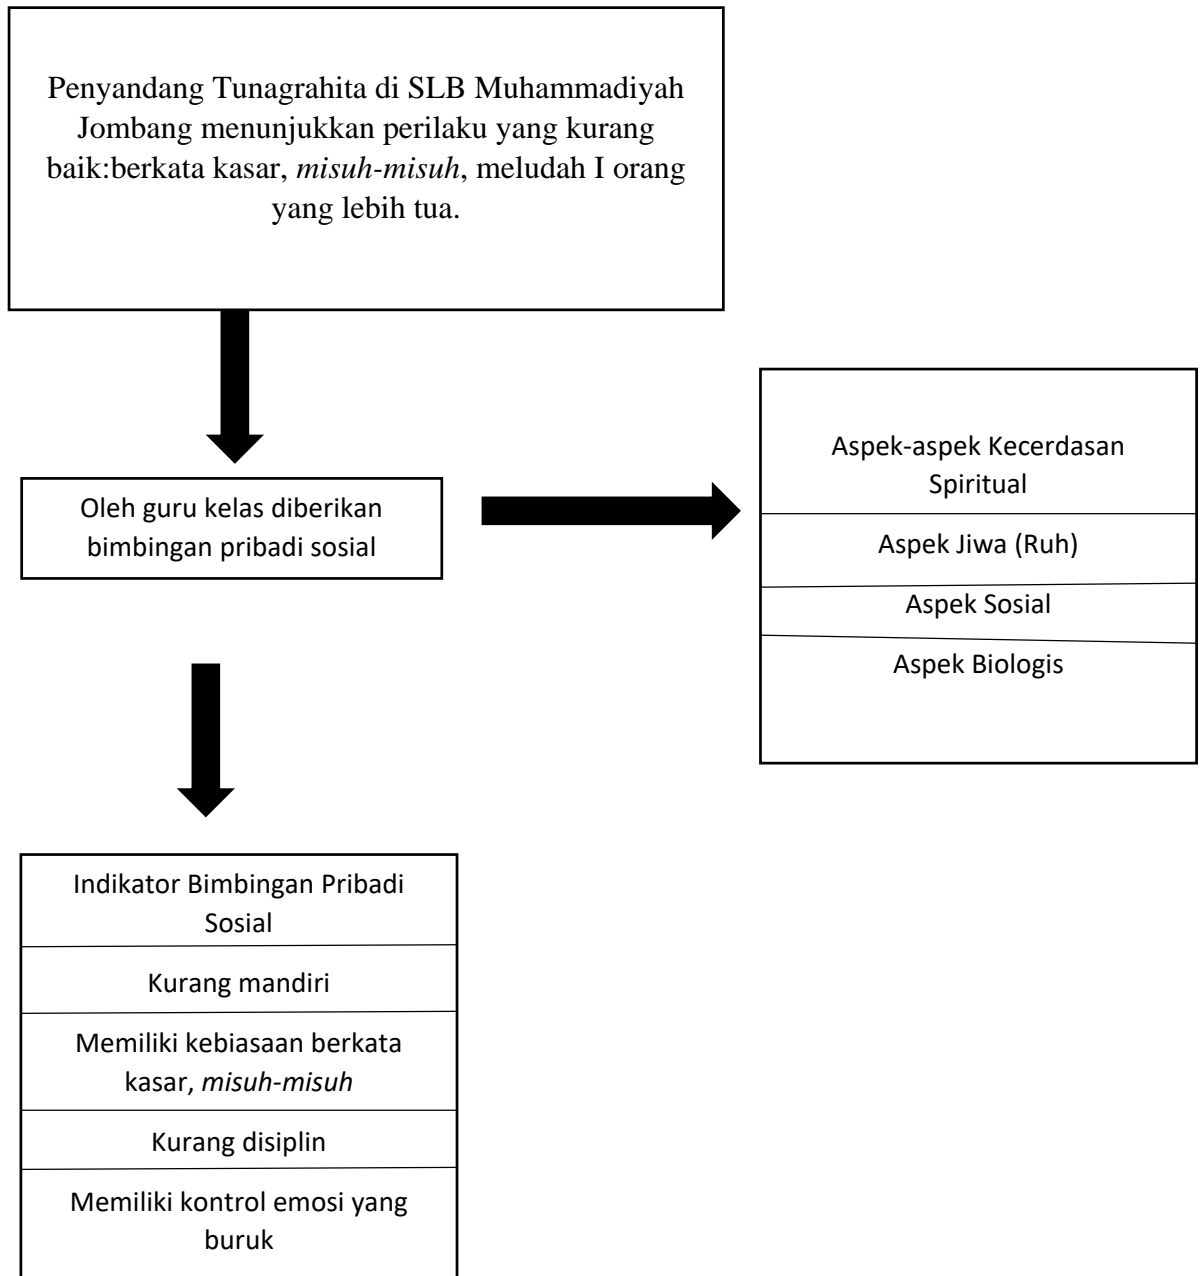 Penyandang Tunagrahita di SLB Muhammadiyah
Jombang menunjukkan perilaku yang kurang
baik:berkata kasar, misuh-misuh, meludah I orang
yang lebih tua.
Oleh guru kelas diberikan
bimbingan pribadi sosial
Aspek-aspek Kecerdasan
Spiritual
Aspek Jiwa (Ruh)
Aspek Sosial
Aspek Biologis
Indikator Bimbingan Pribadi
Sosial
Kurang mandiri
Memiliki kebiasaan berkata
kasar, misuh-misuh
Kurang disiplin
Memiliki kontrol emosi yang
buruk